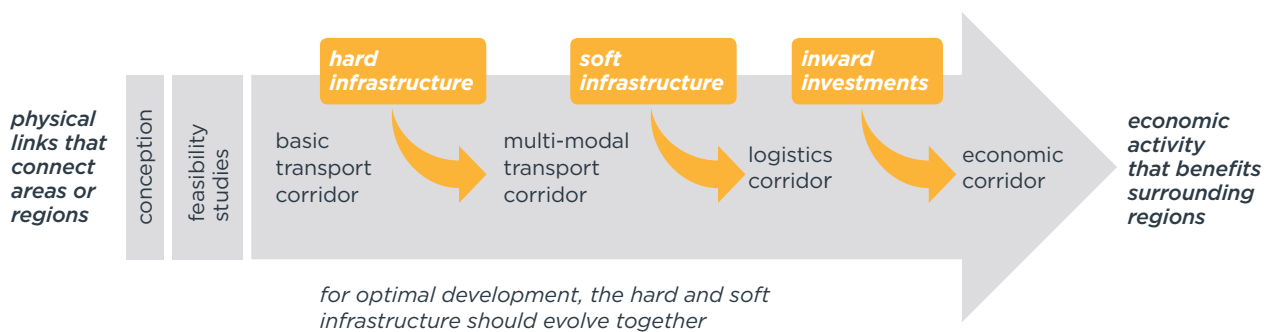 physical
links that
connect
areas or
regions
conception
feasibility
studies
hard
infrastructure
basic
transport
corridor
soft
infrastructure
multi-modal
transport
corridor
inward
investments
logistics
corridor
economic
corridor
economic
activity
that benefits
surrounding
regions
for optimal development, the hard and soft
infrastructure should evolve together